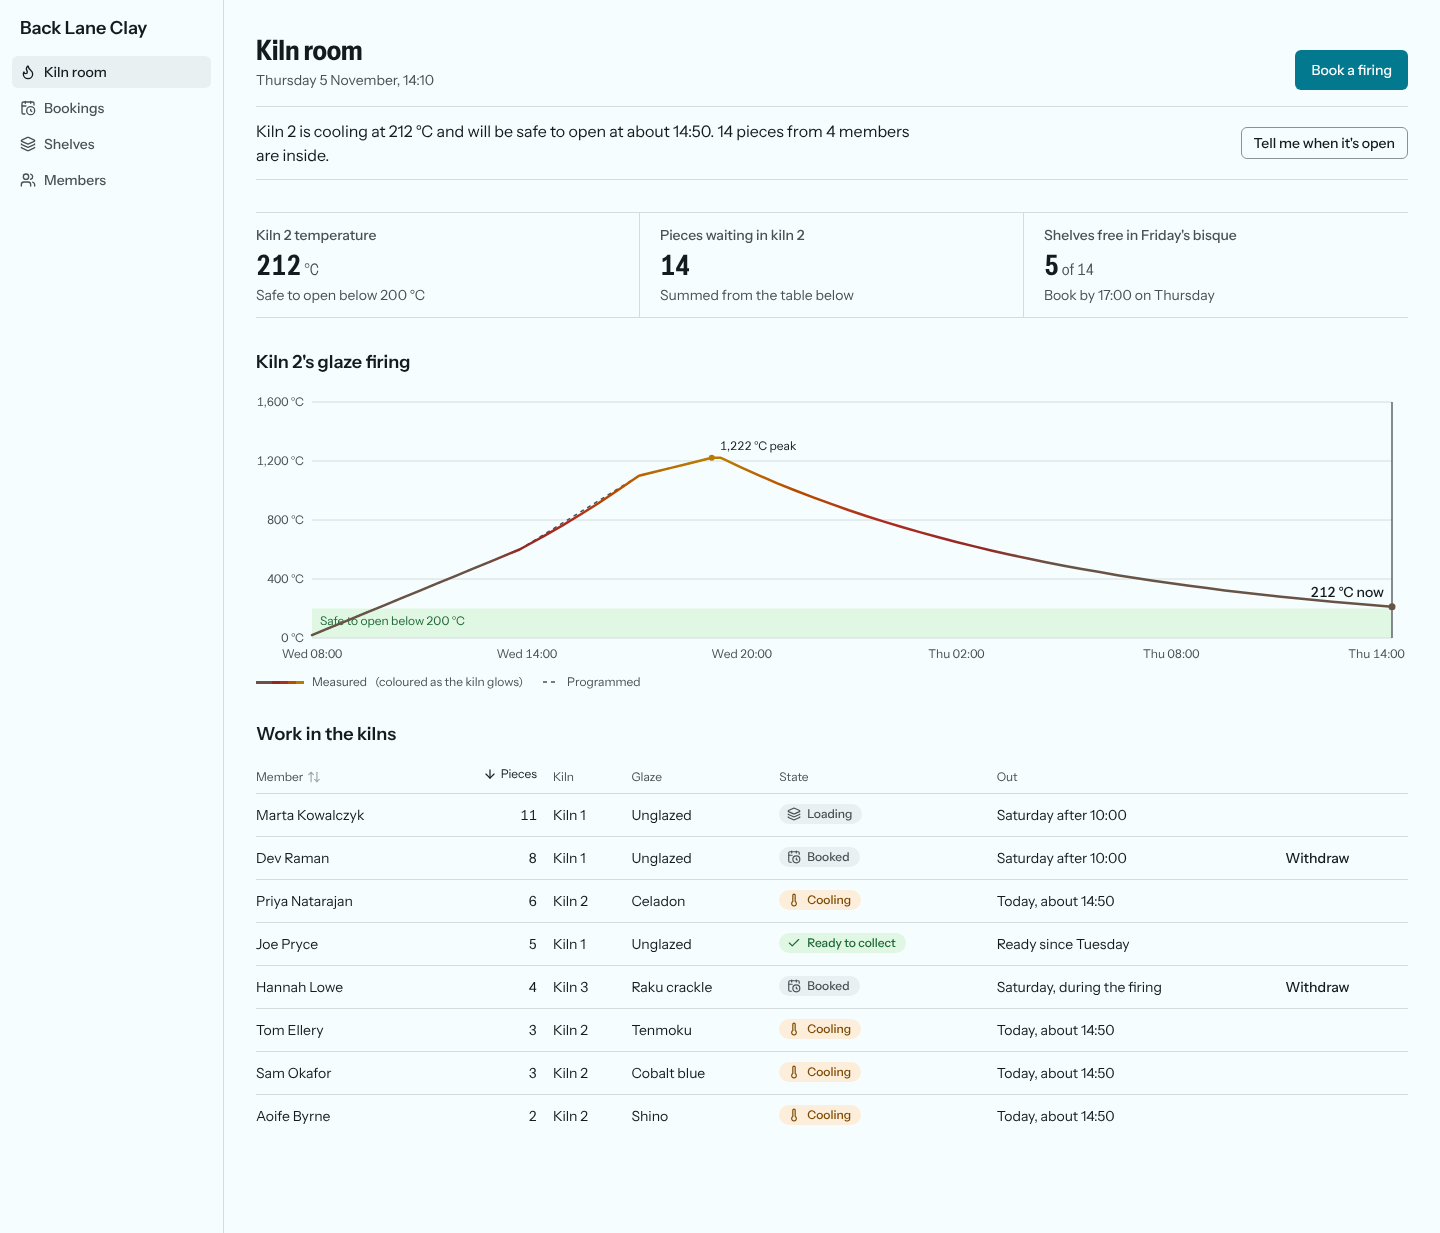 Back Lane Clay
Kiln room
Bookings
Shelves
Members
Kiln room
Thursday 5 November, 14:10
Book a firing
Kiln 2 is cooling at 212 °C and will be safe to open at about 14:50. 14 pieces from 4 members
are inside.
Tell me when it's open
Kiln 2 temperature
212 °C
Safe to open below 200 °C
Pieces waiting in kiln 2
14
Summed from the table below
Shelves free in Friday's bisque
5 of 14
Book by 17:00 on Thursday
Kiln 2's glaze firing
1,600 °C
1,222 °C peak
1,200 °C
800 °C
400 °C
212 °C now
Safe to open below 200 °C
0 °C
Wed 08:00 Wed 14:00 Wed 20:00 Thu 02:00 Thu 08:00 Thu 14:00
Measured (coloured as the kiln glows) Programmed
Work in the kilns
Member Pieces Kiln Glaze State Out
Marta Kowalczyk 11 Kiln 1 Unglazed Loading Saturday after 10:00
Dev Raman 8 Kiln 1 Unglazed Booked Saturday after 10:00 Withdraw
Priya Natarajan 6 Kiln 2 Celadon Cooling Today, about 14:50
Joe Pryce 5 Kiln 1 Unglazed Ready to collect Ready since Tuesday
Hannah Lowe 4 Kiln 3 Raku crackle Booked Saturday, during the firing Withdraw
Tom Ellery 3 Kiln 2 Tenmoku Cooling Today, about 14:50
Sam Okafor 3 Kiln 2 Cobalt blue Cooling Today, about 14:50
Aoife Byrne 2 Kiln 2 Shino Cooling Today, about 14:50